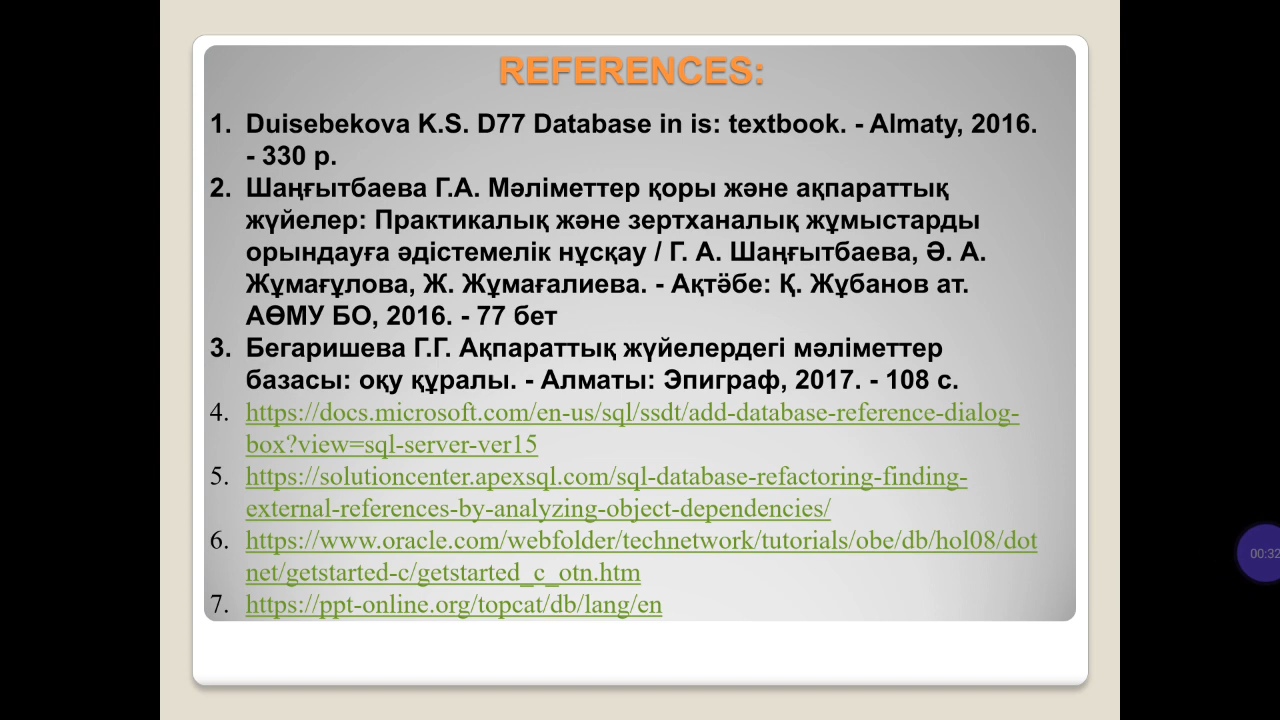 REFERENCES:
1. Duisebekova K.S. D77 Database in is: textbook. - Almaty, 2016.
- 330 p.
2. Шаңғытбаева Г.А. Мәліметтер қоры және ақпараттық
жүйелер: Практикалық және зертханалық жұмыстарды
орындауға әдістемелік нұсқау / Г. А. Шаңғытбаева, Ә. А.
Жұмағұлова, Ж. Жұмағалиева. - Ақтӛбе: Қ. Жұбанов ат.
АӨМУ БО, 2016. - 77 бет
3. Бегаришева Г.Г. Ақпараттық жүйелердегі мәліметтер
базасы: оқу құралы. - Алматы: Эпиграф, 2017. - 108 с.
4. https://docs.microsoft.com/en-us/sql/ssdt/add-database-reference-dialog-
box?view=sql-server-ver15
5. https://solutioncenter.apexsql.com/sql-database-refactoring-finding-
external-references-by-analyzing-object-dependencies/
6. https://www.oracle.com/webfolder/technetwork/tutorials/obe/db/hol08/dot
net/getstarted-c/getstarted_c_otn.htm
7. https://ppt-online.org/topcat/db/lang/en
00:32